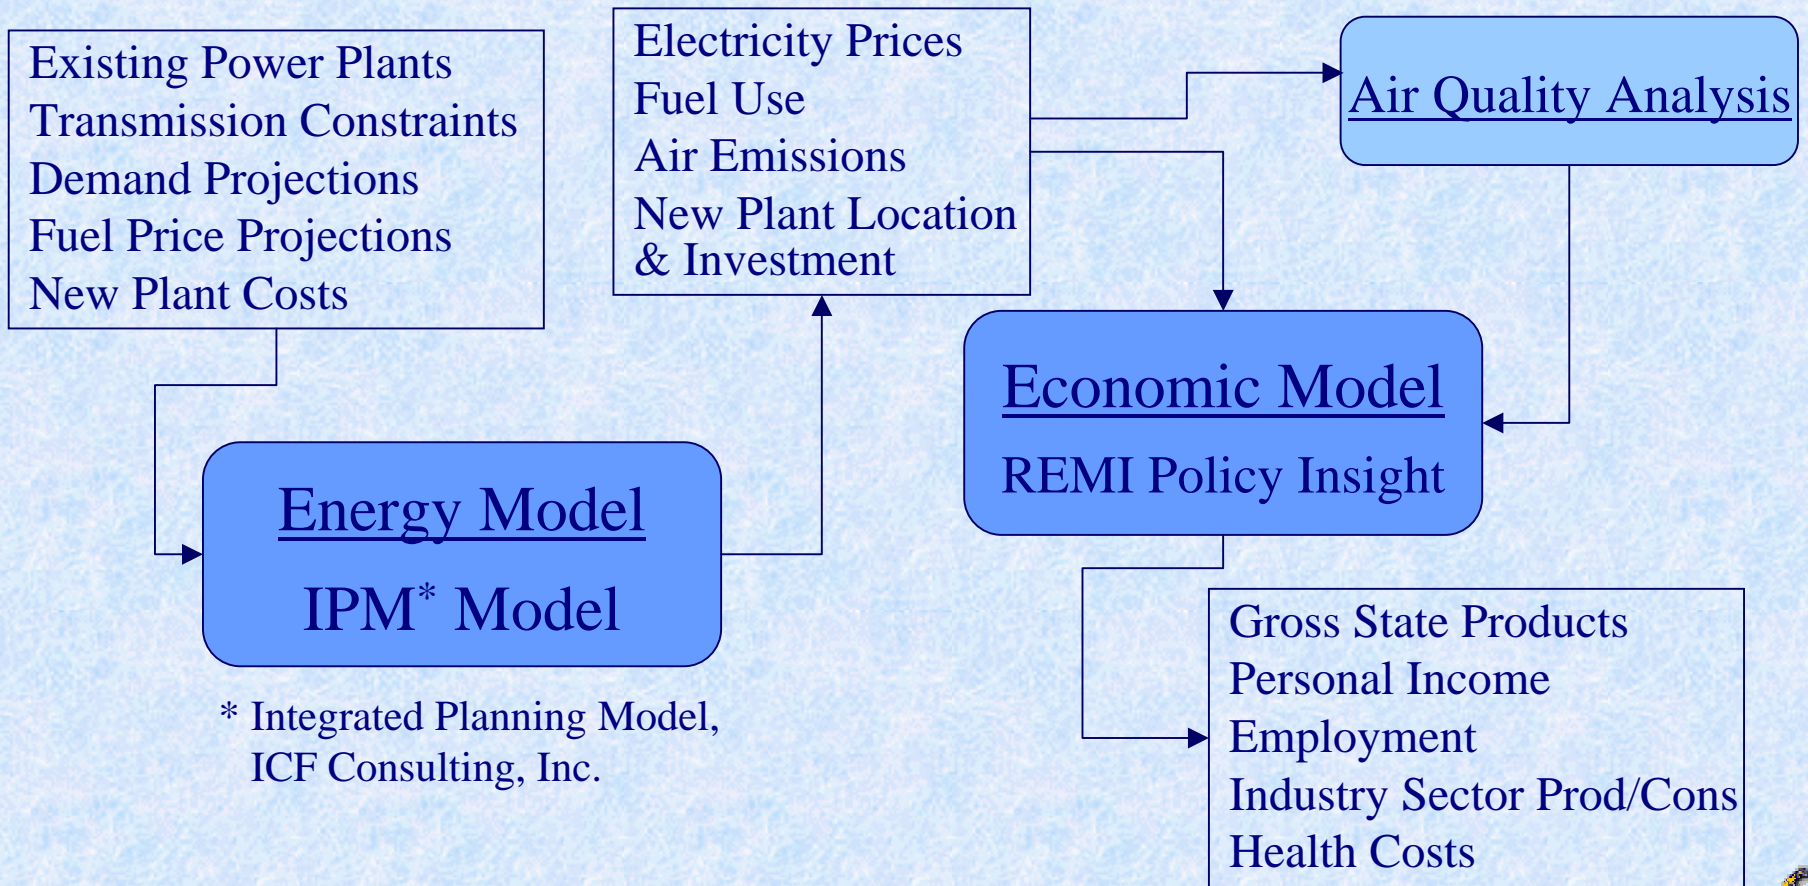 Existing Power Plants
Transmission Constraints
Demand Projections
Fuel Price Projections
New Plant Costs
Electricity Prices
Fuel Use
Air Emissions
New Plant Location
& Investment
Air Quality Analysis
Energy Model
IPM* Model
* Integrated Planning Model,
ICF Consulting, Inc.
Economic Model
REMI Policy Insight
Gross State Products
Personal Income
Employment
Industry Sector Prod/Cons
Health Costs